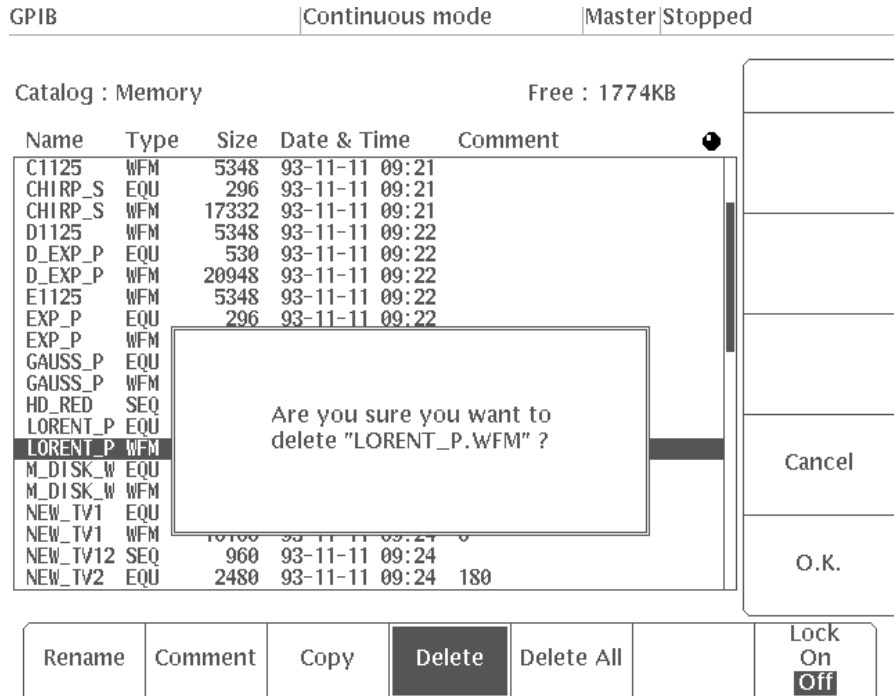 GPIB Continuous mode Master Stopped
Catalog : Memory Free : 1774KB
Name Type Size Date & Time Comment
C1125 WFM 5348 93-11-11 09:21
CHIRP_S EQU 296 93-11-11 09:21
CHIRP_S WFM 17332 93-11-11 09:21
D1125 WFM 5348 93-11-11 09:22
D_EXP_P EQU 530 93-11-11 09:22
D_EXP_P WFM 20948 93-11-11 09:22
E1125 WFM 5348 93-11-11 09:22
EXP_P EQU 296 93-11-11 09:22
EXP_P WFM
GAUSS_P EQU
GAUSS_P WFM
HD_RED SEQ
LORENT_P EQU
LORENT_P WFM
M_DISK_W EQU
M_DISK_W WFM
NEW_TV1 EQU
NEW_TV1 WFM 93-11-11 09:24
NEW_TV12 SEQ 960 93-11-11 09:24
NEW_TV2 EQU 2480 93-11-11 09:24 180
Are you sure you want to
delete "LORENT_P.WFM" ?
Cancel
O.K.
Rename Comment Copy Delete Delete All
Lock
On
Off